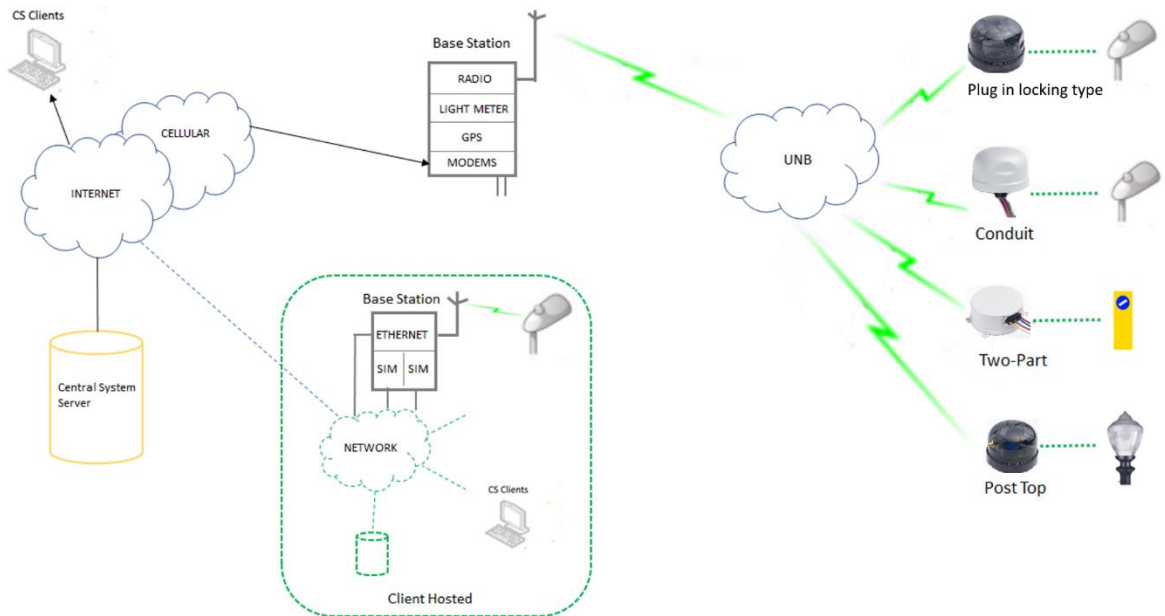 CS Clients
Base Station
RADIO
LIGHT METER
GPS
MODEMS
CELLULAR
INTERNET
UNB
Plug in locking type
Conduit
Two-Part
Post Top
Central System
Server
Base Station
ETHERNET
SIM SIM
NETWORK
CS Clients
Client Hosted